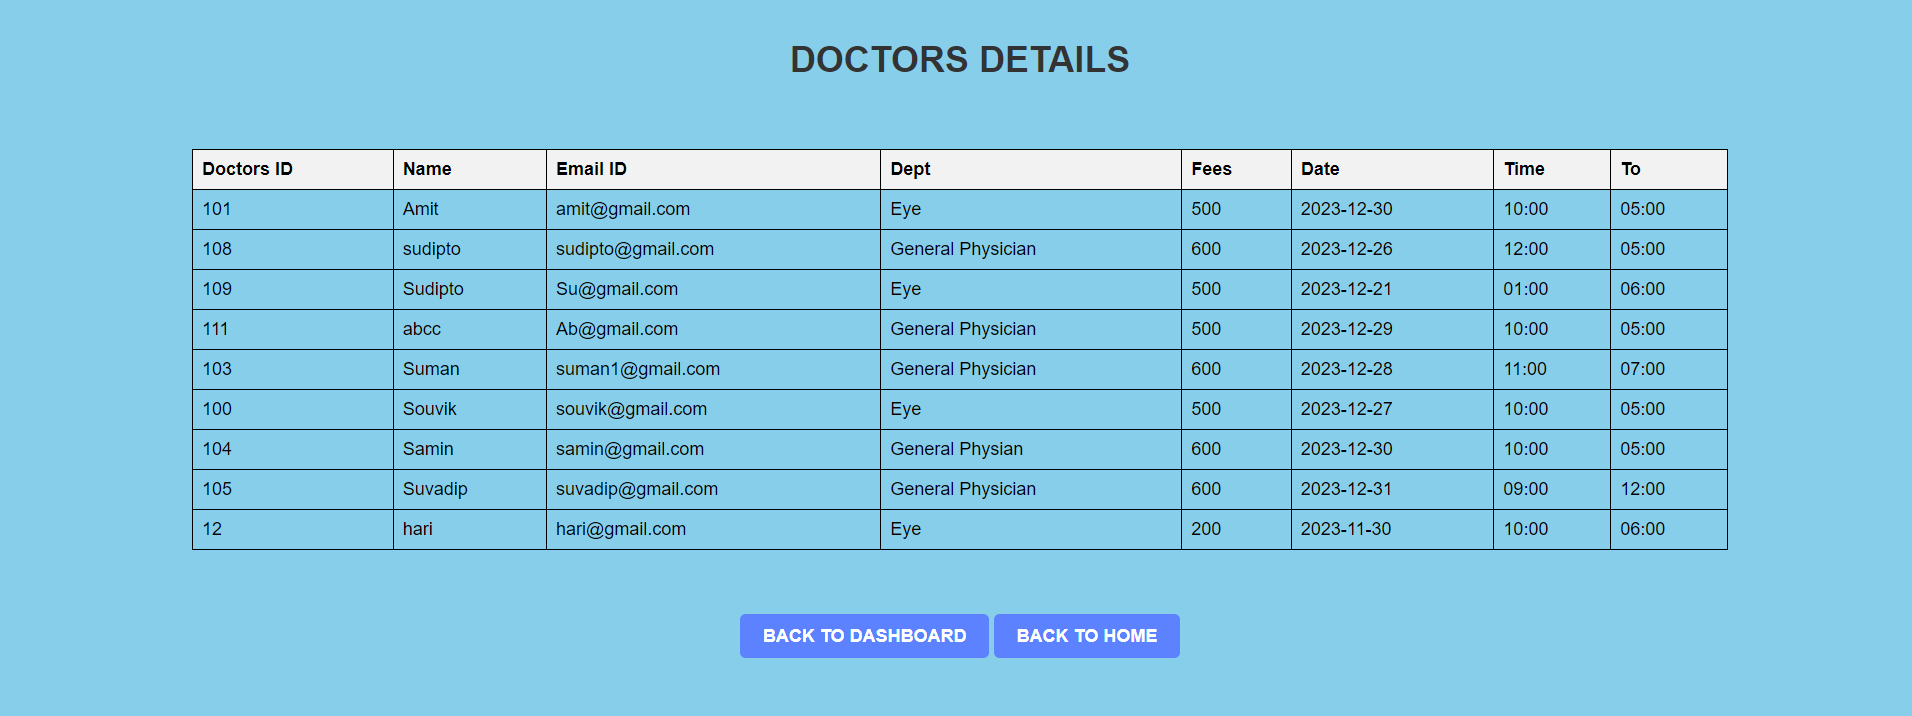 DOCTORS DETAILS
Doctors ID Name Email ID Dept Fees Date Time To
101 Amit amit@gmail.com Eye 500 2023-12-30 10:00 05:00
108 sudipto sudipto@gmail.com General Physician 600 2023-12-26 12:00 05:00
109 Sudipto Su@gmail.com Eye 500 2023-12-21 01:00 06:00
111 abcc Ab@gmail.com General Physician 500 2023-12-29 10:00 05:00
103 Suman suman1@gmail.com General Physician 600 2023-12-28 11:00 07:00
100 Souvik souvik@gmail.com Eye 500 2023-12-27 10:00 05:00
104 Samin samin@gmail.com General Physian 600 2023-12-30 10:00 05:00
105 Suvadip suvadip@gmail.com General Physician 600 2023-12-31 09:00 12:00
12 hari hari@gmail.com Eye 200 2023-11-30 10:00 06:00
BACK TO DASHBOARD BACK TO HOME